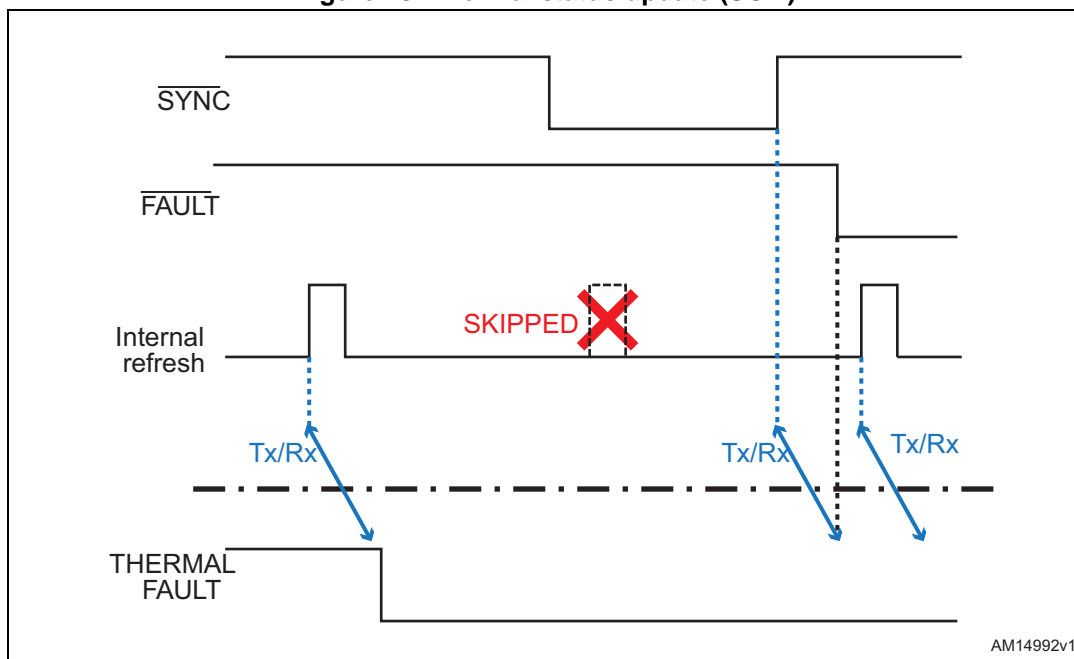 SYNC
FAULT
SKIPPED
Internal
refresh
Tx/Rx
Tx/Rx
Tx/Rx
THERMAL
FAULT
AM14992v1